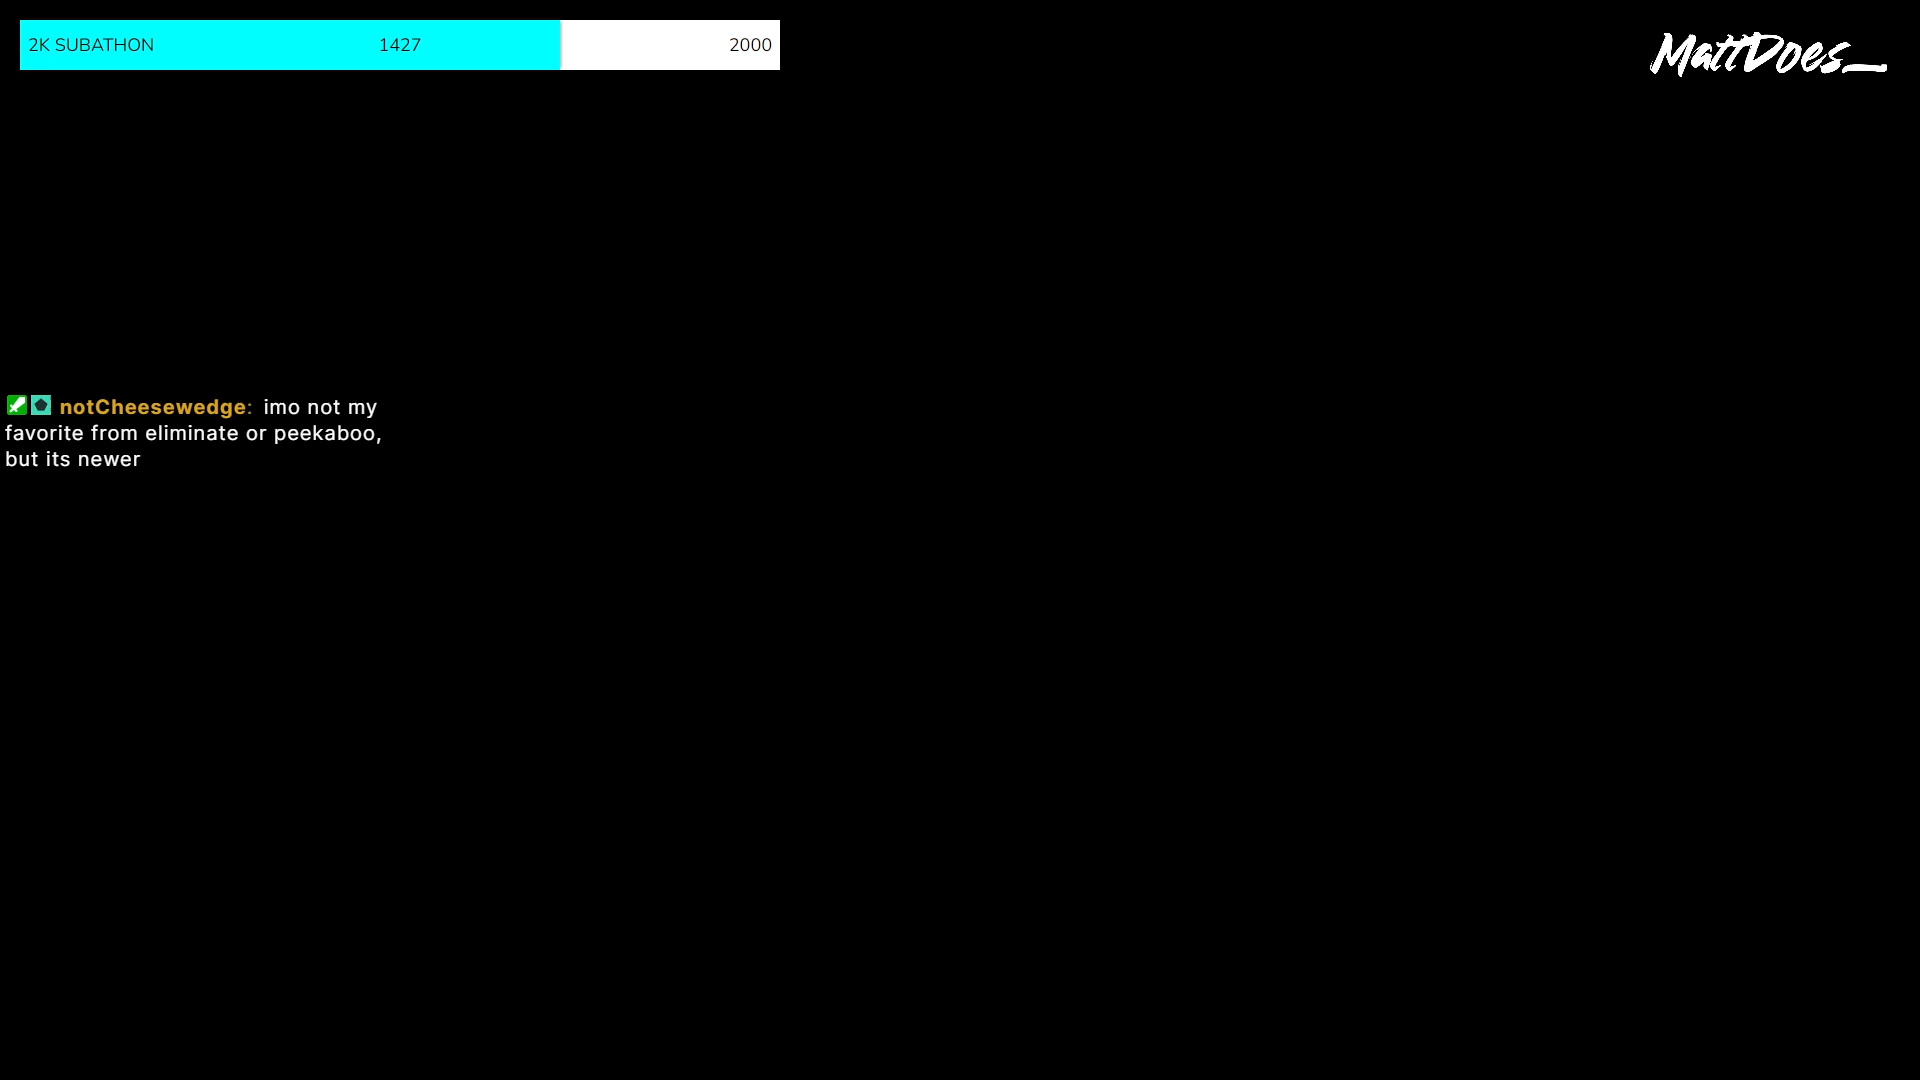 2K SUBATHON 1427 2000
MattDoes_
notCheesewedge: imo not my
favorite from eliminate or peekaboo,
but its newer